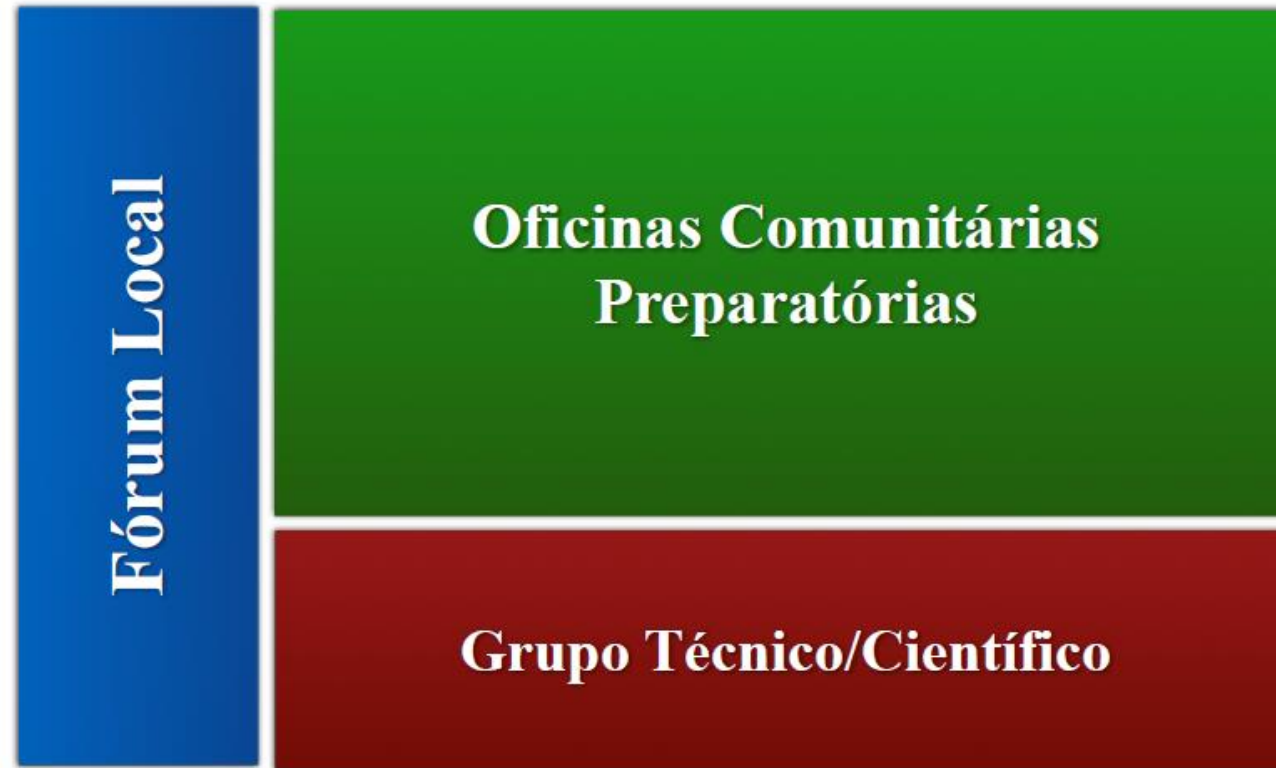 Fórum Local
Oficinas Comunitárias
Preparatórias
Grupo Técnico/Científico